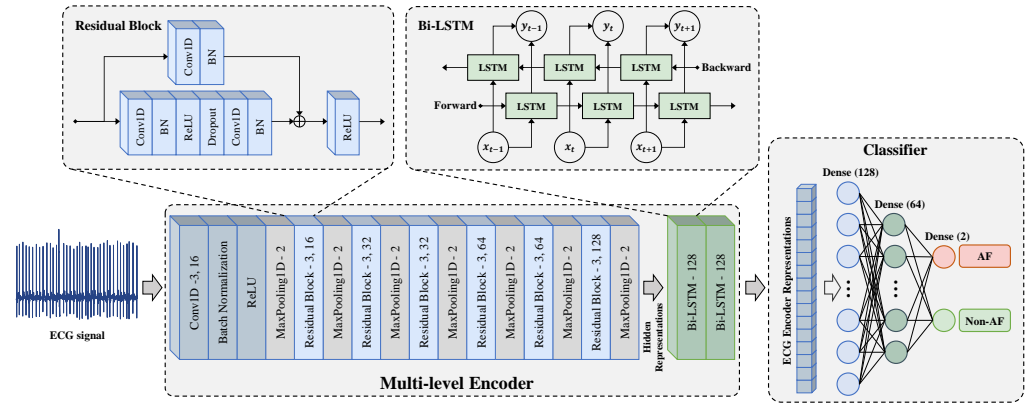 Residual Block
Conv1D
BN
Conv1D
BN
ReLU
Dropout
Conv1D
BN
ReLU
Bi-LSTM
y_{t-1}
y_t
y_{t+1}
LSTM
LSTM
LSTM
Backward
Forward
LSTM
LSTM
LSTM
x_{t-1}
x_t
x_{t+1}
ECG signal
Conv1D -3, 16
Batch Normalization
ReLU
MaxPooling1D - 2
Residual Block - 3, 16
MaxPooling1D - 2
Residual Block - 3, 32
MaxPooling1D - 2
Residual Block - 3, 32
MaxPooling1D - 2
Residual Block - 3, 64
MaxPooling1D - 2
Residual Block - 3, 64
MaxPooling1D - 2
Residual Block - 3, 128
MaxPooling1D - 2
Hidden
Representations
Bi-LSTM - 128
Bi-LSTM - 128
Multi-level Encoder
Classifier
Dense (128)
Dense (64)
Dense (2)
ECG Encoder Representations
AF
Non-AF